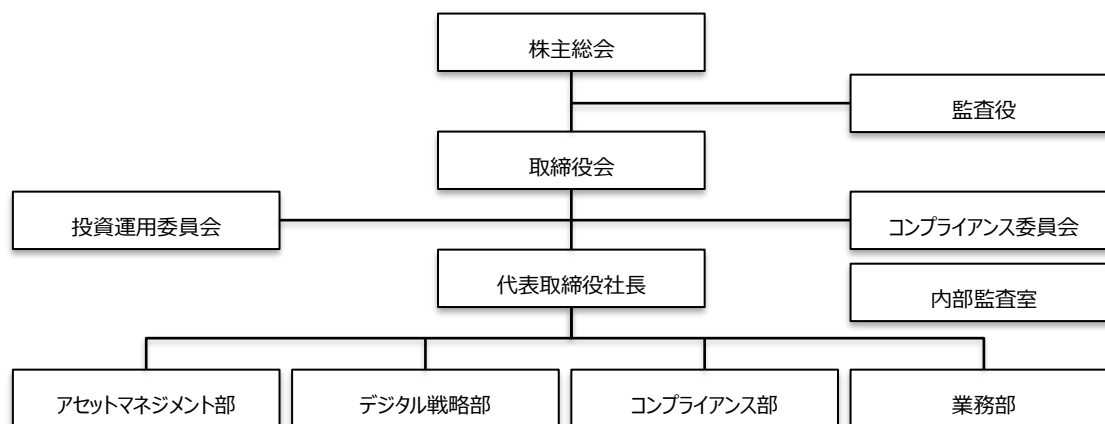 株主総会
監査役
取締役会
投資運用委員会
コンプライアンス委員会
代表取締役社長
内部監査室
アセットマネジメント部
デジタル戦略部
コンプライアンス部
業務部